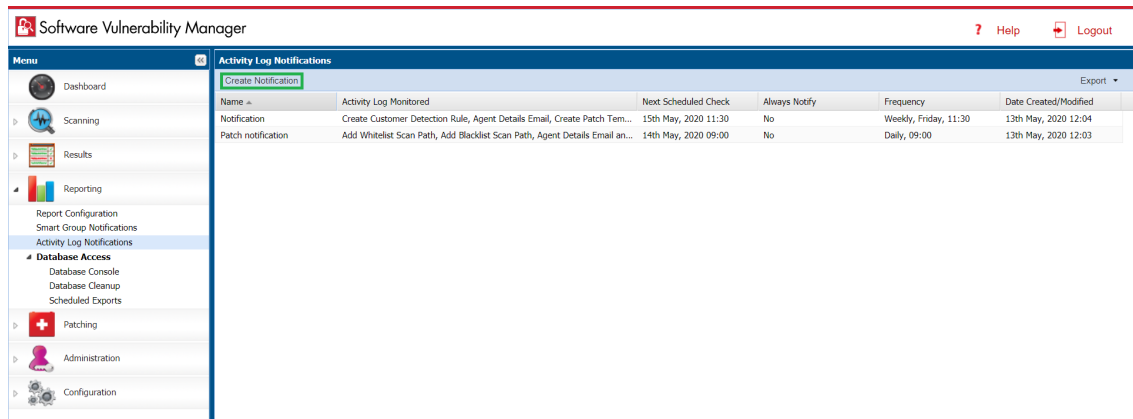 Software Vulnerability Manager
? Help Logout
Menu
Activity Log Notifications
Create Notification Export
Name Activity Log Monitored Next Scheduled Check Always Notify Frequency Date Created/Modified
Notification Create Customer Detection Rule, Agent Details Email, Create Patch Tem... 15th May, 2020 11:30 No Weekly, Friday, 11:30 13th May, 2020 12:04
Patch notification Add Whitelist Scan Path, Add Blacklist Scan Path, Agent Details Email an... 14th May, 2020 09:00 No Daily, 09:00 13th May, 2020 12:03
Dashboard
Scanning
Results
Reporting
Report Configuration
Smart Group Notifications
Activity Log Notifications
Database Access
Database Console
Database Cleanup
Scheduled Exports
Patching
Administration
Configuration